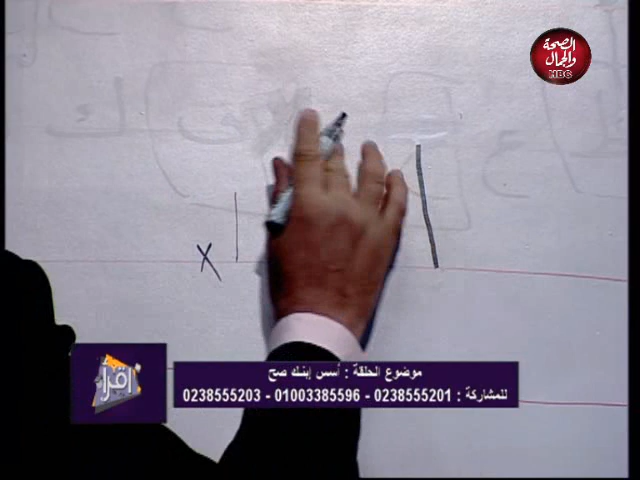 الصحة
والجمال
HBC
ك
ع
x
اقرأ
موضوع الحلقة : أسس إبنك صح
للمشاركة : 0238555201 - 01003385596 - 0238555203